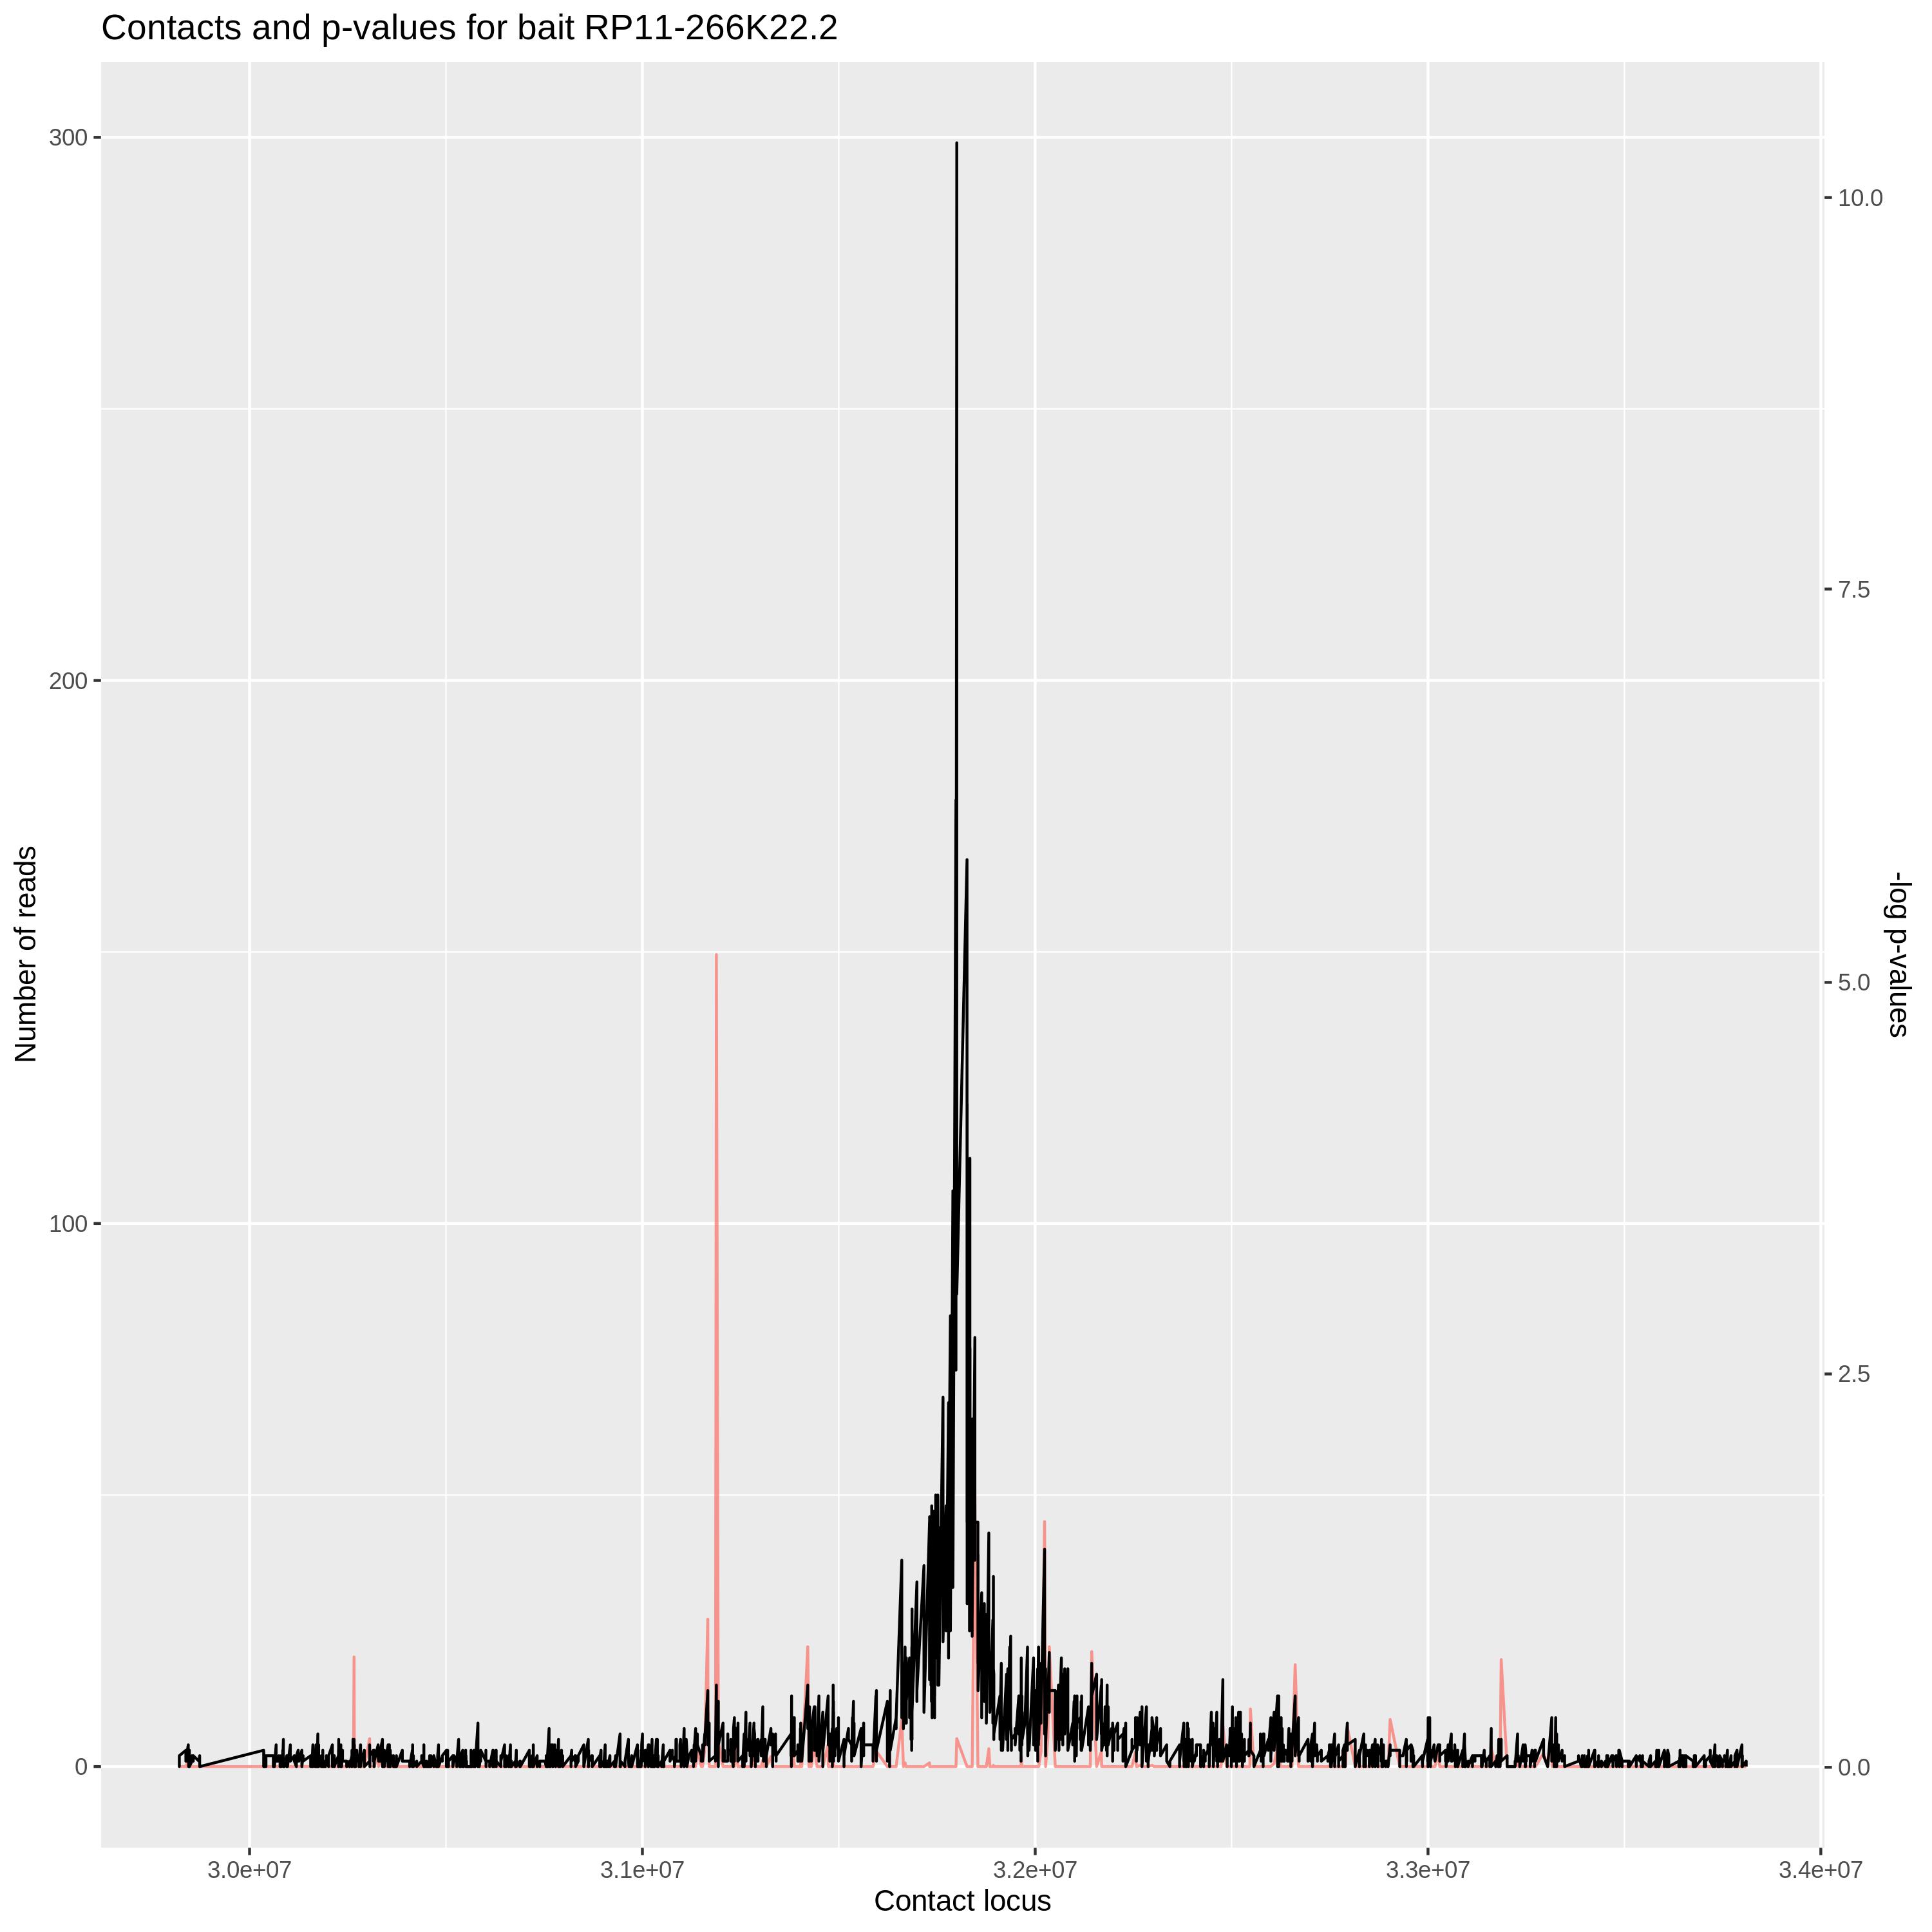 Contacts and p-values for bait RP11-266K22.2
300
200
100
0
Number of reads
10.0
7.5
5.0
2.5
0.0
-log p-values
3.0e+07 3.1e+07 3.2e+07 3.3e+07 3.4e+07
Contact locus